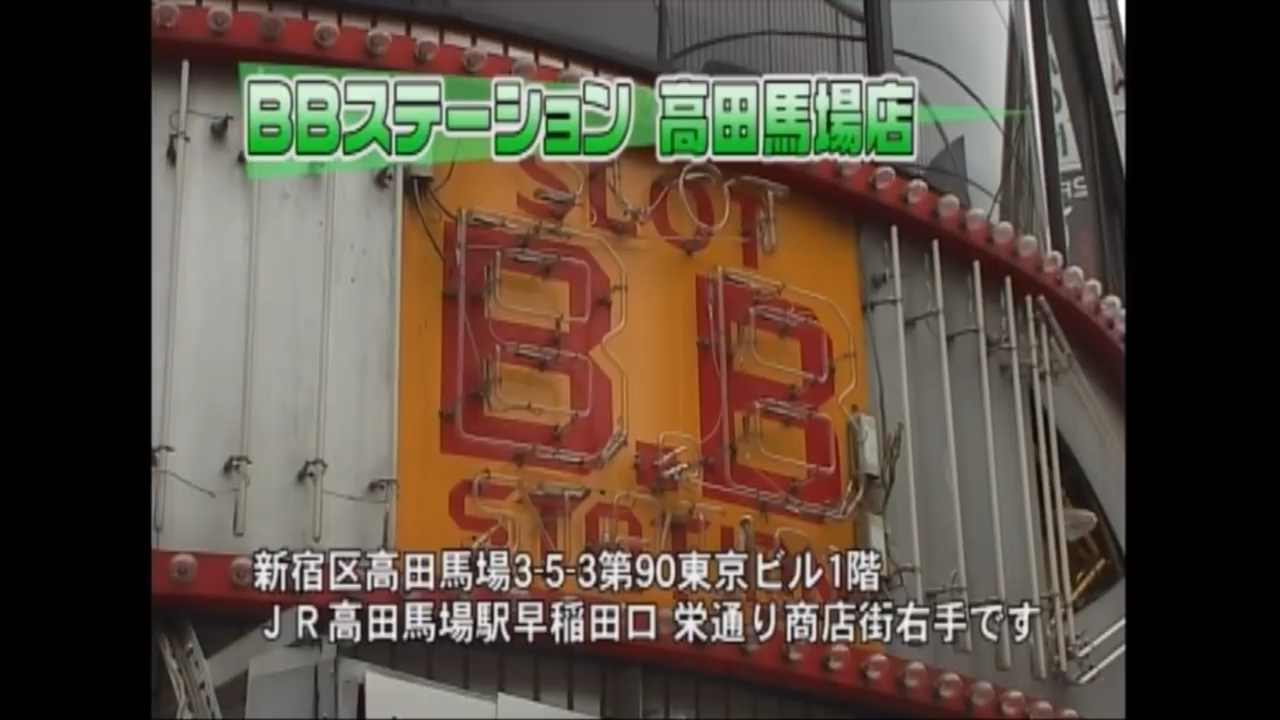 BBステーション 高田馬場店
SLOT
B.B
新宿区高田馬場3-5-3第90東京ビル1階
JR高田馬場駅早稲田口 栄通り商店街右手です